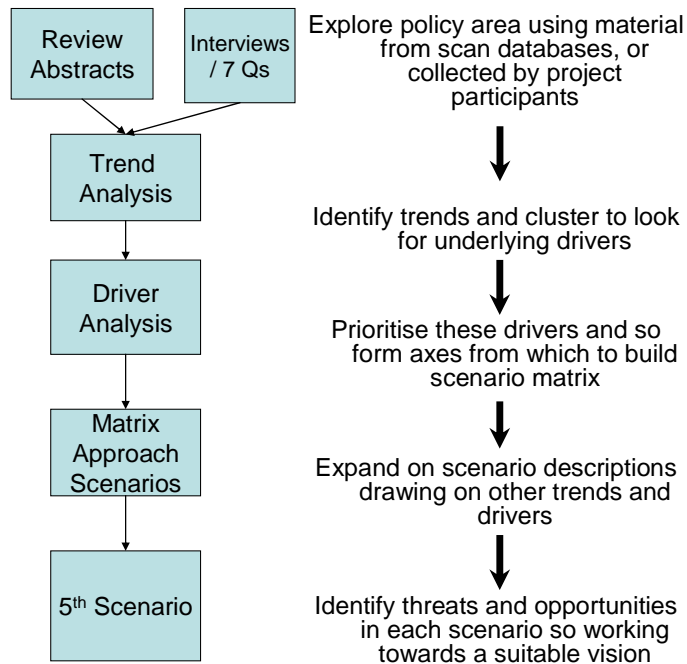 Review
Abstracts
Interviews
/ 7 Qs
Trend
Analysis
Driver
Analysis
Matrix
Approach
Scenarios
5th Scenario
Explore policy area using material
from scan databases, or
collected by project
participants
Identify trends and cluster to look
for underlying drivers
Prioritise these drivers and so
form axes from which to build
scenario matrix
Expand on scenario descriptions
drawing on other trends and
drivers
Identify threats and opportunities
in each scenario so working
towards a suitable vision